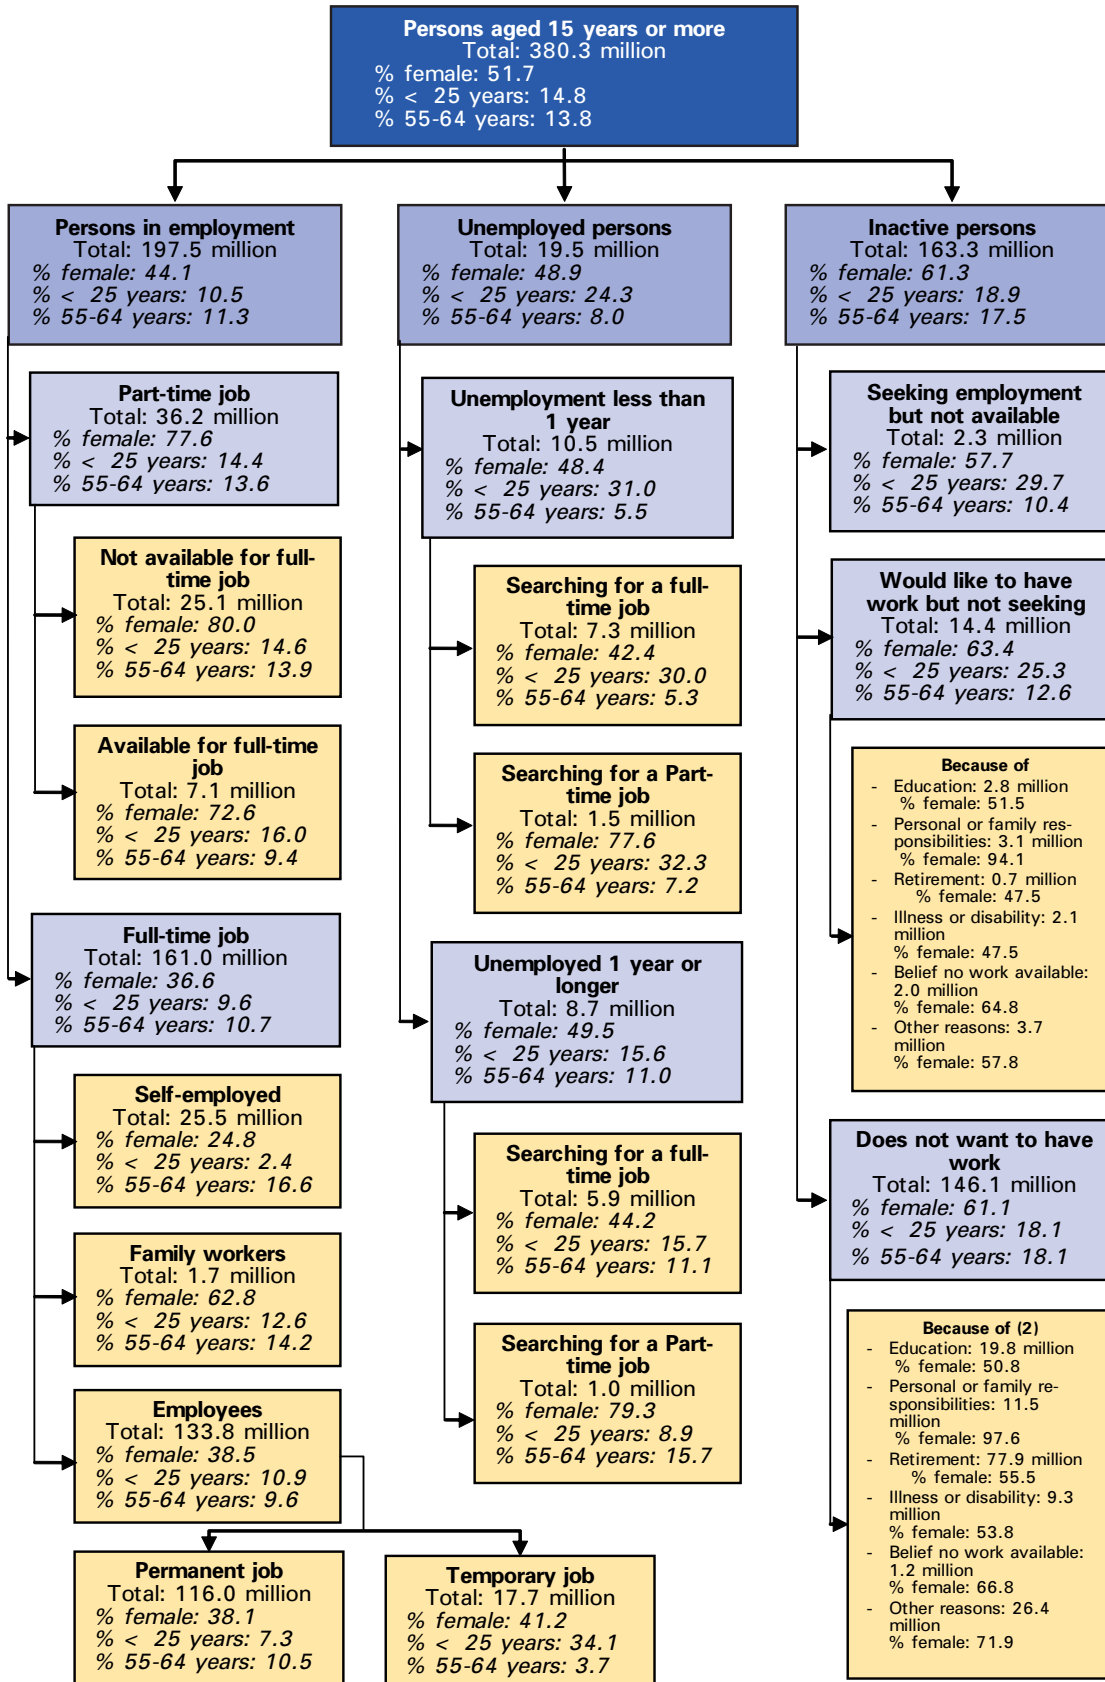 Persons aged 15 years or more
Total: 380.3 million
% female: 51.7
% < 25 years: 14.8
% 55-64 years: 13.8
Persons in employment
Total: 197.5 million
% female: 44.1
% < 25 years: 10.5
% 55-64 years: 11.3
Part-time job
Total: 36.2 million
% female: 77.6
% < 25 years: 14.4
% 55-64 years: 13.6
Not available for full-
time job
Total: 25.1 million
% female: 80.0
% < 25 years: 14.6
% 55-64 years: 13.9
Available for full-time
job
Total: 7.1 million
% female: 72.6
% < 25 years: 16.0
% 55-64 years: 9.4
Full-time job
Total: 161.0 million
% female: 36.6
% < 25 years: 9.6
% 55-64 years: 10.7
Self-employed
Total: 25.5 million
% female: 24.8
% < 25 years: 2.4
% 55-64 years: 16.6
Family workers
Total: 1.7 million
% female: 62.8
% < 25 years: 12.6
% 55-64 years: 14.2
Employees
Total: 133.8 million
% female: 38.5
% < 25 years: 10.9
% 55-64 years: 9.6
Permanent job
Total: 116.0 million
% female: 38.1
% < 25 years: 7.3
% 55-64 years: 10.5
Temporary job
Total: 17.7 million
% female: 41.2
% < 25 years: 34.1
% 55-64 years: 3.7
Unemployed persons
Total: 19.5 million
% female: 48.9
% < 25 years: 24.3
% 55-64 years: 8.0
Unemployment less than
1 year
Total: 10.5 million
% female: 48.4
% < 25 years: 31.0
% 55-64 years: 5.5
Searching for a full-
time job
Total: 7.3 million
% female: 42.4
% < 25 years: 30.0
% 55-64 years: 5.3
Searching for a Part-
time job
Total: 1.5 million
% female: 77.6
% < 25 years: 32.3
% 55-64 years: 7.2
Unemployed 1 year or
longer
Total: 8.7 million
% female: 49.5
% < 25 years: 15.6
% 55-64 years: 11.0
Searching for a full-
time job
Total: 5.9 million
% female: 44.2
% < 25 years: 15.7
% 55-64 years: 11.1
Searching for a Part-
time job
Total: 1.0 million
% female: 79.3
% < 25 years: 8.9
% 55-64 years: 15.7
Inactive persons
Total: 163.3 million
% female: 61.3
% < 25 years: 18.9
% 55-64 years: 17.5
Seeking employment
but not available
Total: 2.3 million
% female: 57.7
% < 25 years: 29.7
% 55-64 years: 10.4
Would like to have
work but not seeking
Total: 14.4 million
% female: 63.4
% < 25 years: 25.3
% 55-64 years: 12.6
Because of
- Education: 2.8 million
% female: 51.5
- Personal or family res-
ponsibilities: 3.1 million
% female: 94.1
- Retirement: 0.7 million
% female: 47.5
- Illness or disability: 2.1
million
% female: 47.5
- Belief no work available:
2.0 million
% female: 64.8
- Other reasons: 3.7
million
% female: 57.8
Does not want to have
work
Total: 146.1 million
% female: 61.1
% < 25 years: 18.1
% 55-64 years: 18.1
Because of (2)
- Education: 19.8 million
% female: 50.8
- Personal or family re-
sponsibilities: 11.5
million
% female: 97.6
- Retirement: 77.9 million
% female: 55.5
- Illness or disability: 9.3
million
% female: 53.8
- Belief no work available:
1.2 million
% female: 66.8
- Other reasons: 26.4
million
% female: 71.9